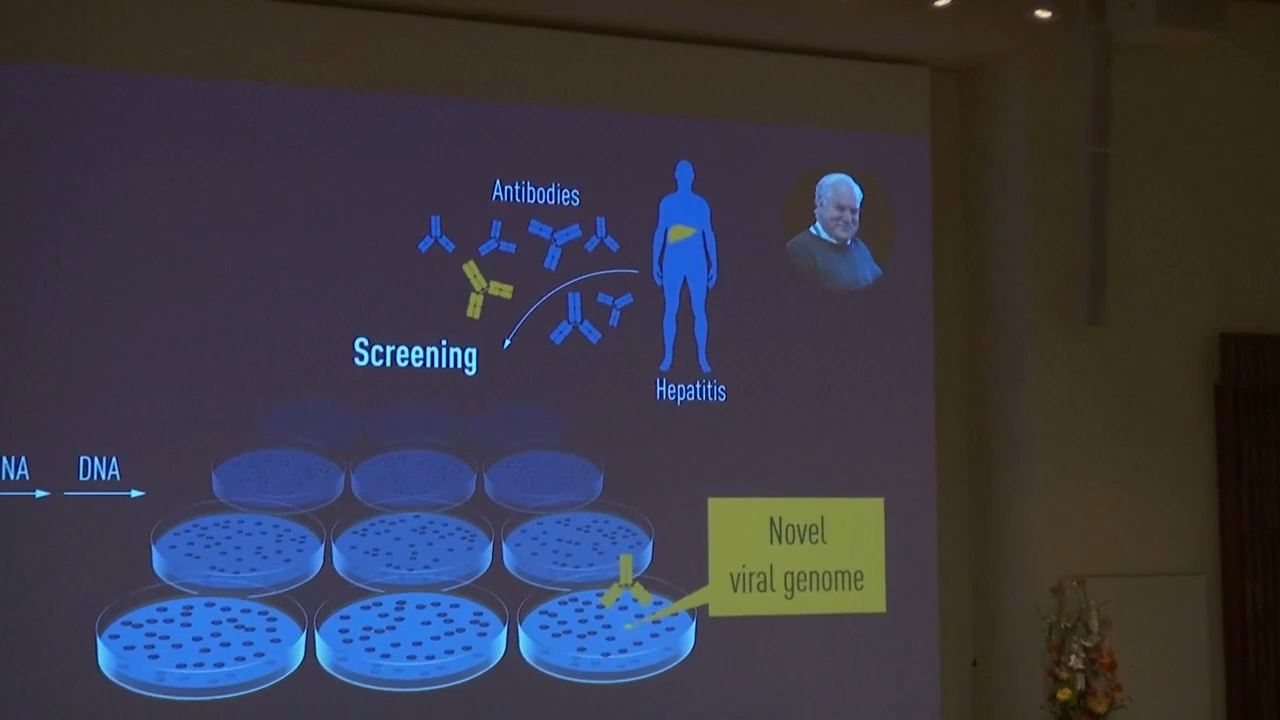 Antibodies
Screening
Hepatitis
NA
DNA
Novel
viral genome